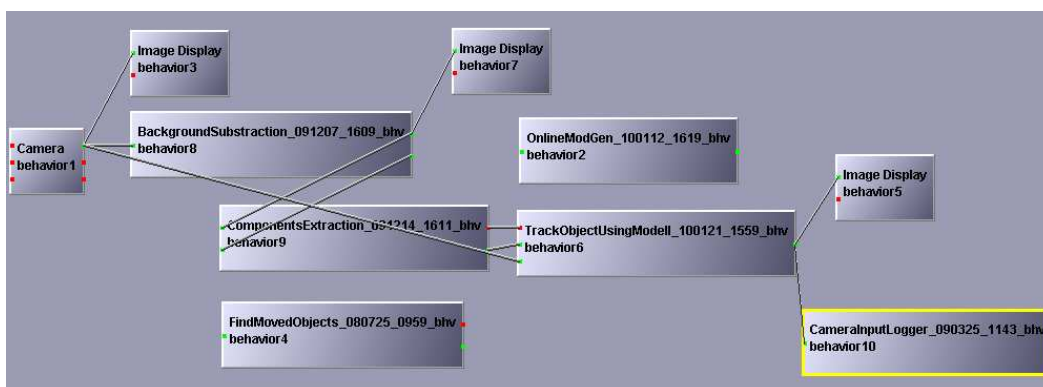 Image Display
behavior3
Image Display
behavior7
Camera
behavior1
BackgroundSubstraction_091207_1609_bhv
behavior8
OnlineModGen_100112_1619_bhv
behavior2
Image Display
behavior5
ComponentsExtraction_091214_1611_bhv
behavior9
TrackObjectUsingModell_100121_1559_bhv
behavior6
FindMovedObjects_080725_0959_bhv
behavior4
CameraInputLogger_090325_1143_bhv
behavior10